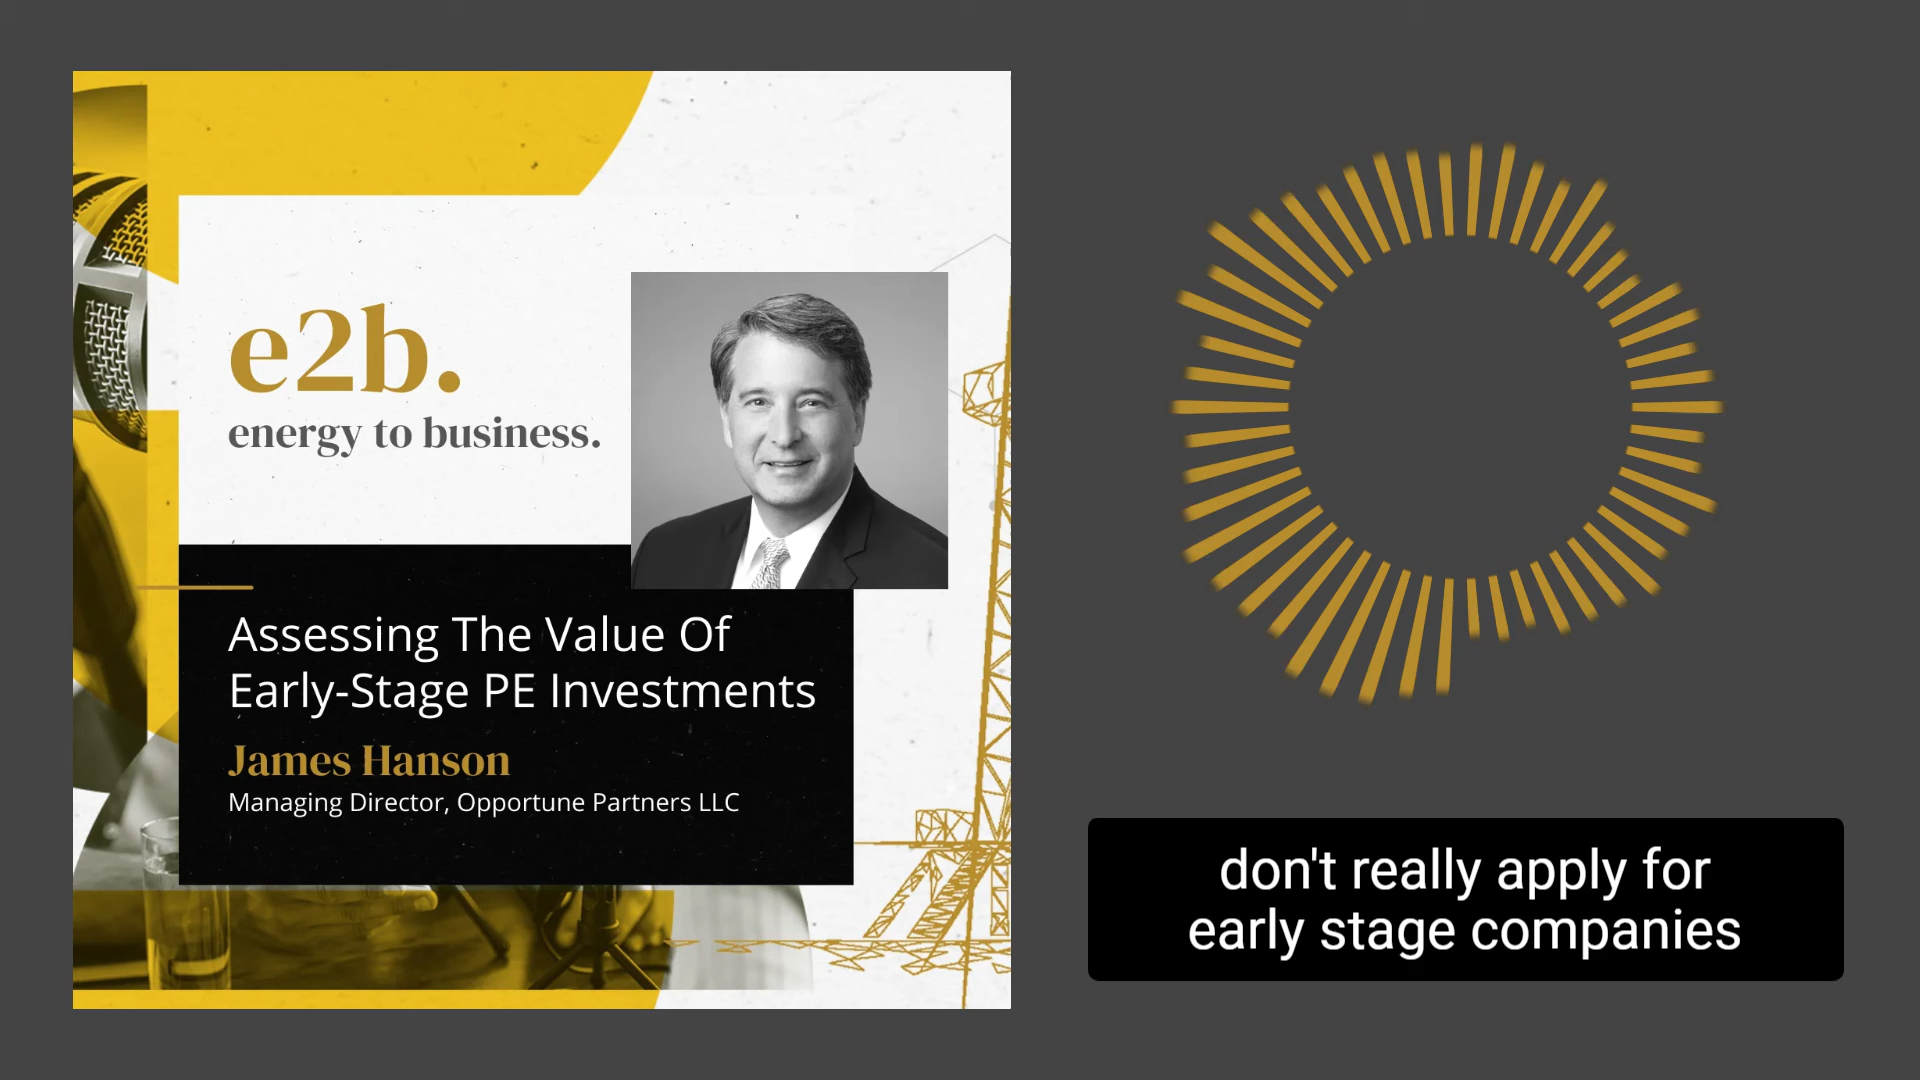 e2b.
energy to business.
Assessing The Value Of
Early-Stage PE Investments
James Hanson
Managing Director, Opportune Partners LLC
don't really apply for
early stage companies